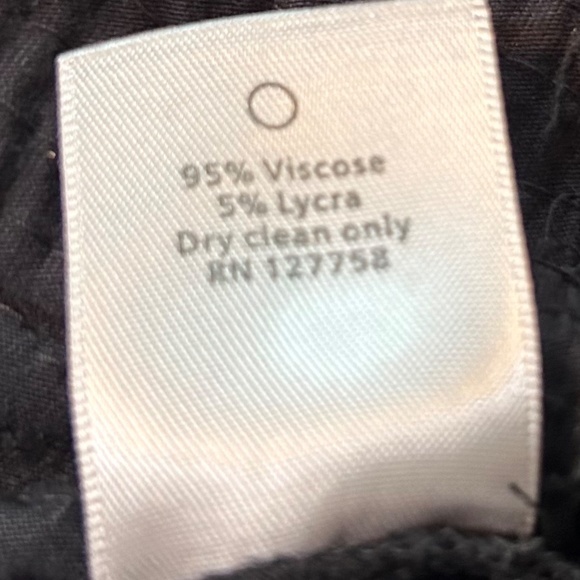 95% Viscose
5% Lycra
Dry clean only
RN 127758